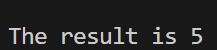 The result is 5